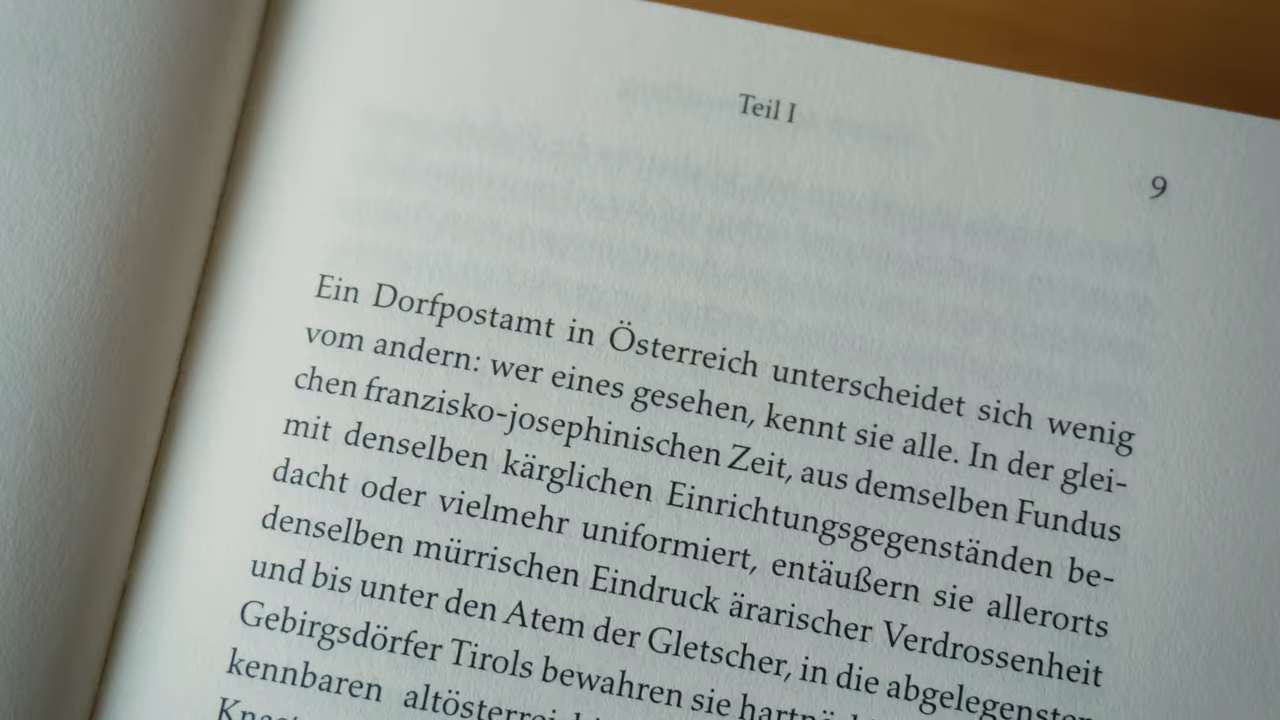 Teil I
9
Ein Dorfpostamt in Österreich unterscheidet sich wenig
vom andern: wer eines gesehen, kennt sie alle. In der glei-
chen franzisko-josephinischen Zeit, aus demselben Fundus
mit denselben kärglichen Einrichtungsgegenständen be-
dacht oder vielmehr uniformiert, entäußern sie allerorts
denselben mürrischen Eindruck ärarischer Verdrossenheit
und bis unter den Atem der Gletscher, in die abgelegensten
Gebirgsdörfer Tirols bewahren sie
kennbaren